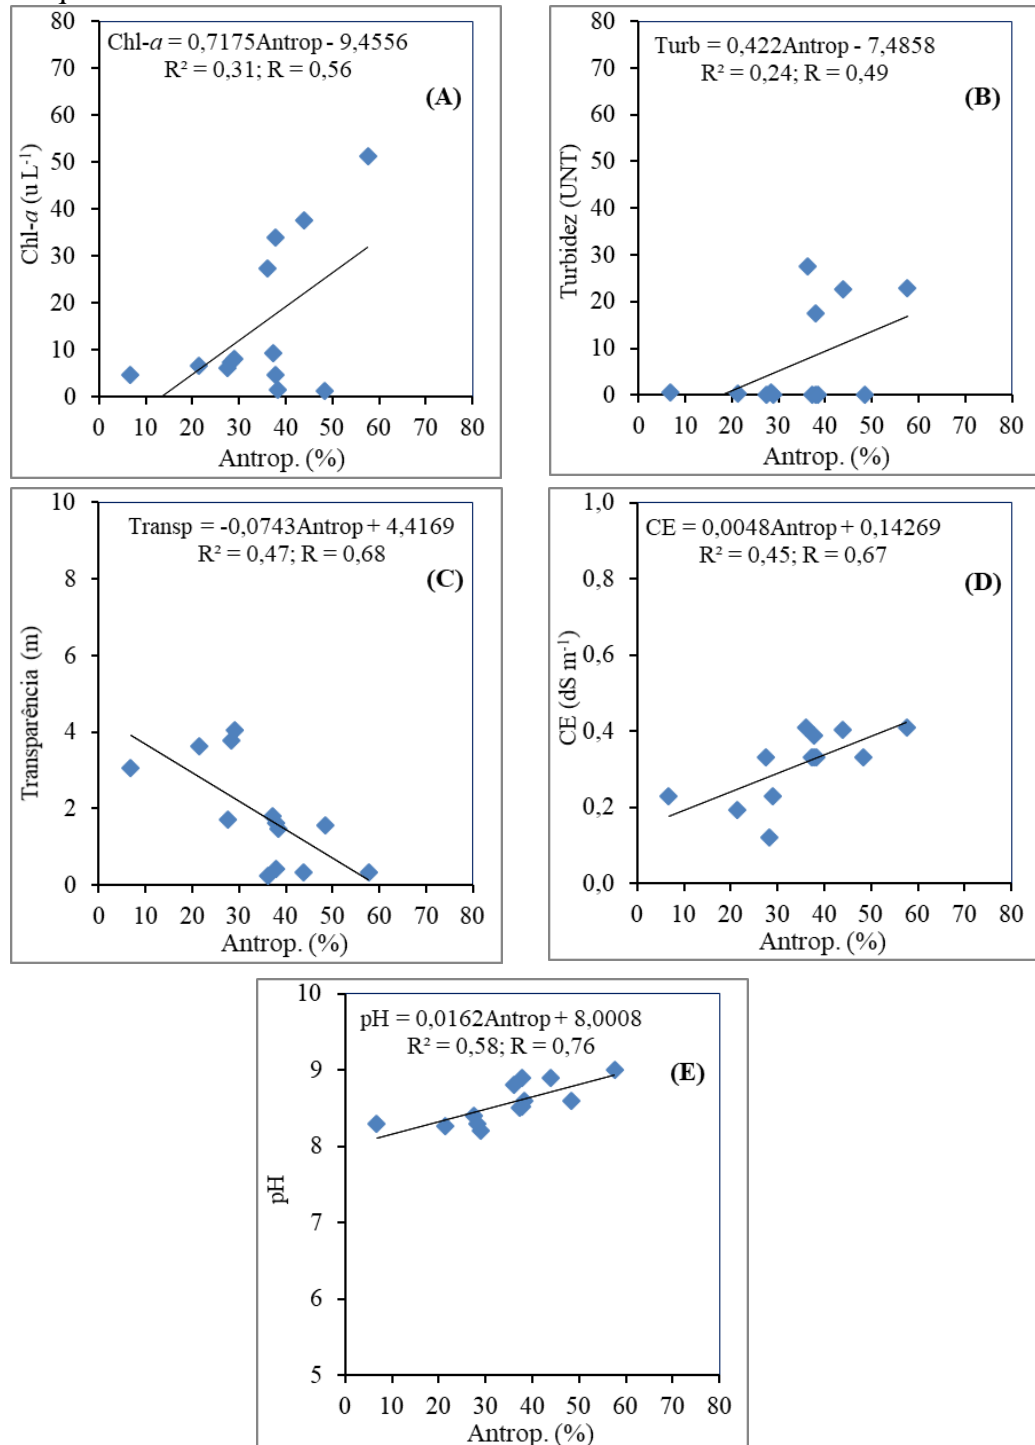 80
Chl-a = 0,7175Antrop - 9,4556
R² = 0,31; R = 0,56
70
(A)
60
50
40
30
20
10
0
Chl-a (u L⁻¹)
0 10 20 30 40 50 60 70 80
Antrop. (%)
80
Turb = 0,422Antrop - 7,4858
R² = 0,24; R = 0,49
70
(B)
60
50
40
30
20
10
0
Turbidez (UNT)
0 10 20 30 40 50 60 70 80
Antrop. (%)
10
Transp = -0,0743Antrop + 4,4169
R² = 0,47; R = 0,68
(C)
8
6
4
2
0
Transparência (m)
0 10 20 30 40 50 60 70 80
Antrop. (%)
1,0
CE = 0,0048Antrop + 0,14269
R² = 0,45; R = 0,67
(D)
0,8
0,6
0,4
0,2
0,0
CE (dS m⁻¹)
0 10 20 30 40 50 60 70 80
Antrop. (%)
10
pH = 0,0162Antrop + 8,0008
R² = 0,58; R = 0,76
(E)
9
8
7
6
5
pH
0 10 20 30 40 50 60 70 80
Antrop. (%)